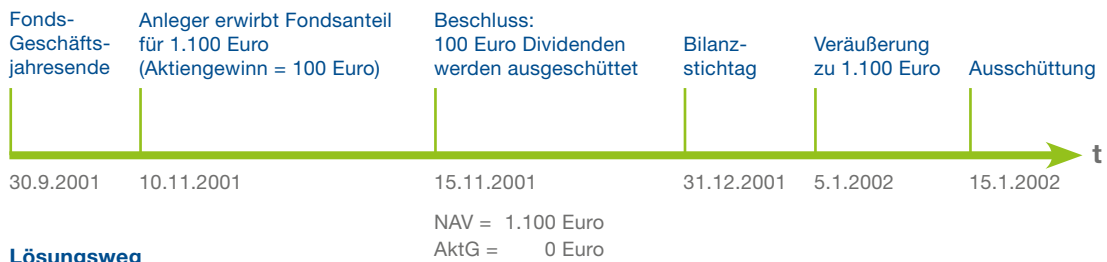 Fonds-
Geschäfts-
jahresende
Anleger erwirbt Fondsanteil
für 1.100 Euro
(Aktiengewinn = 100 Euro)
Beschluss:
100 Euro Dividenden
werden ausgeschüttet
Bilanz-
stichtag
Veräußerung
zu 1.100 Euro
Ausschüttung
t
30.9.2001
10.11.2001
15.11.2001
31.12.2001
5.1.2002
15.1.2002
NAV = 1.100 Euro
AktG = 0 Euro
Lösungsweg